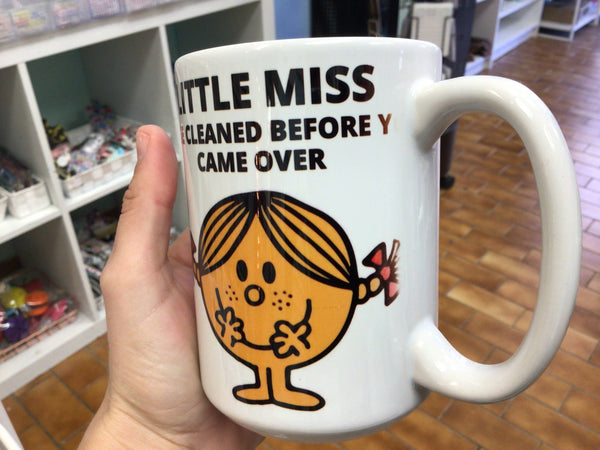 LITTLE MISS
CLEANED BEFORE Y
CAME OVER